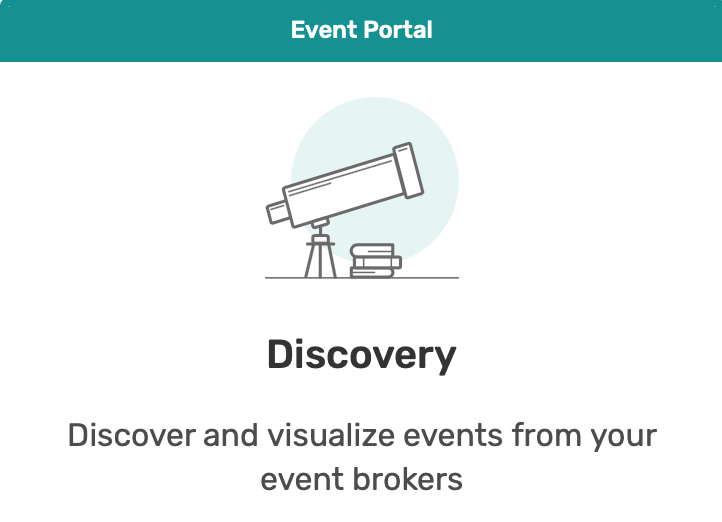 Event Portal
Discovery
Discover and visualize events from your
event brokers